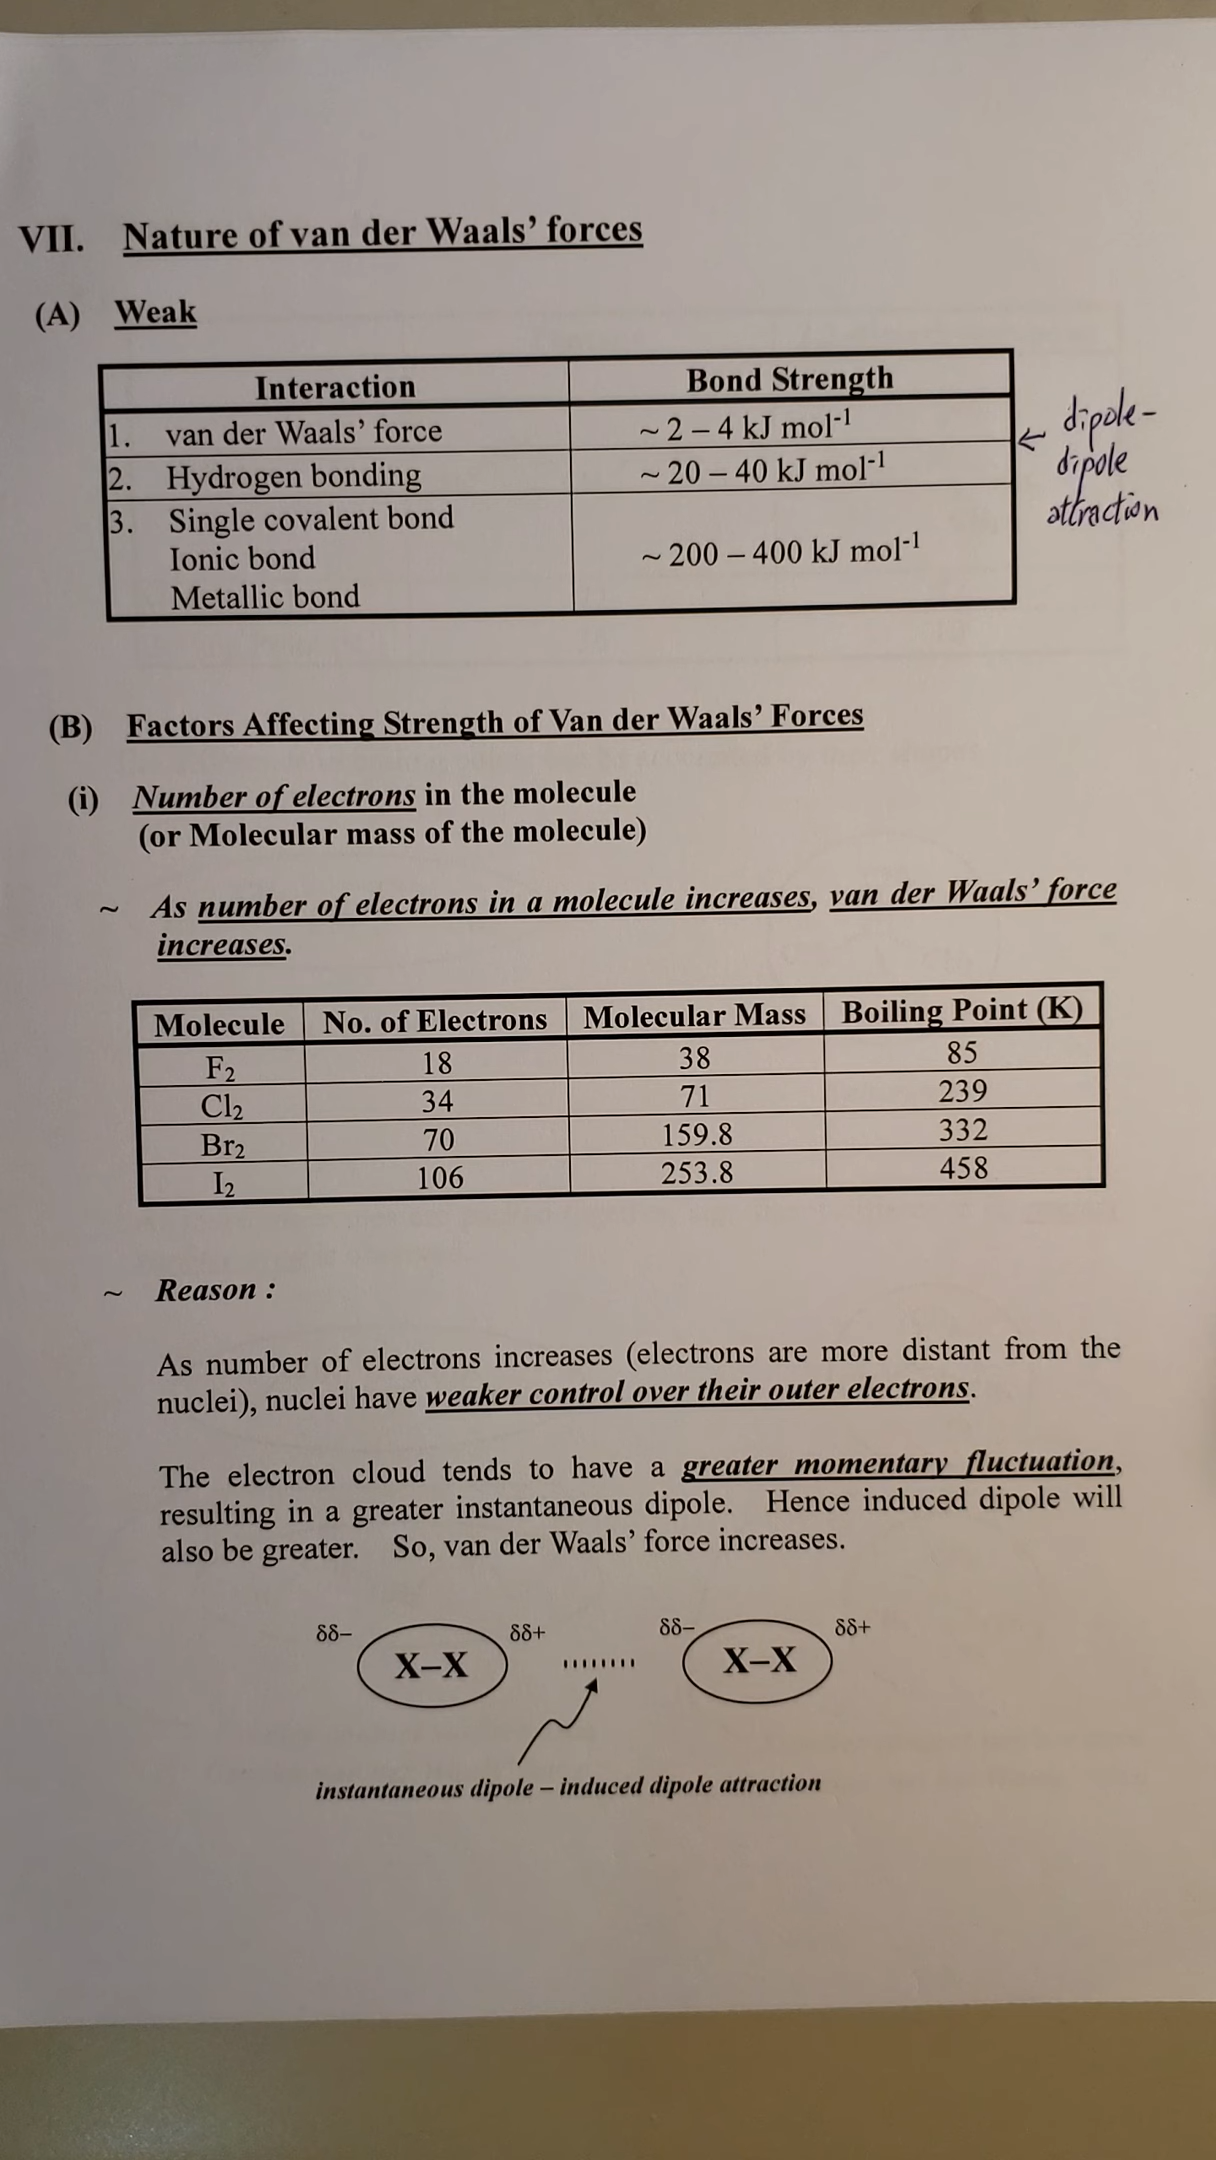 VII. Nature of van der Waals' forces
(A) Weak
Interaction Bond Strength
1. van der Waals' force ~ 2 – 4 kJ mol-1
2. Hydrogen bonding ~ 20 – 40 kJ mol-1
3. Single covalent bond
Ionic bond ~ 200 – 400 kJ mol-1
Metallic bond
← dipole-
dipole
attraction
(B) Factors Affecting Strength of Van der Waals' Forces
(i) Number of electrons in the molecule
(or Molecular mass of the molecule)
~ As number of electrons in a molecule increases, van der Waals' force
increases.
Molecule No. of Electrons Molecular Mass Boiling Point (K)
F2 18 38 85
Cl2 34 71 239
Br2 70 159.8 332
I2 106 253.8 458
~ Reason :
As number of electrons increases (electrons are more distant from the
nuclei), nuclei have weaker control over their outer electrons.
The electron cloud tends to have a greater momentary fluctuation,
resulting in a greater instantaneous dipole. Hence induced dipole will
also be greater. So, van der Waals' force increases.
δδ– δδ+ δδ– δδ+
X–X ........ X–X
instantaneous dipole – induced dipole attraction